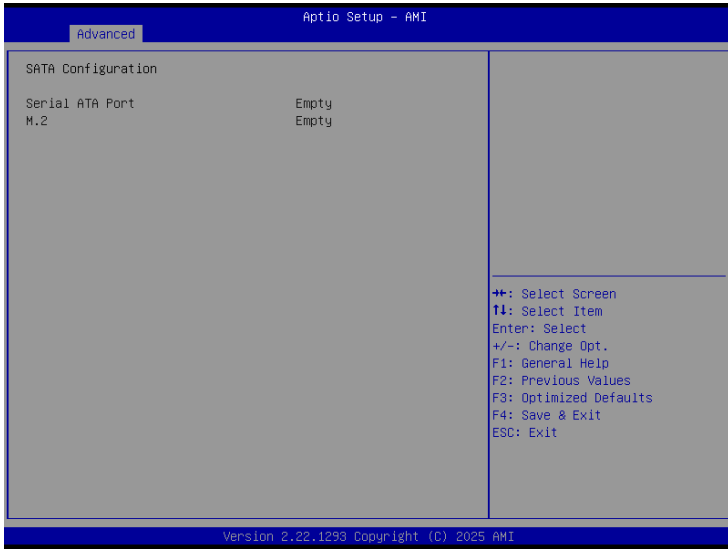 Aptio Setup – AMI
Advanced
SATA Configuration
Serial ATA Port Empty
M.2 Empty
→←: Select Screen
↑↓: Select Item
Enter: Select
+/-: Change Opt.
F1: General Help
F2: Previous Values
F3: Optimized Defaults
F4: Save & Exit
ESC: Exit
Version 2.22.1293 Copyright (C) 2025 AMI